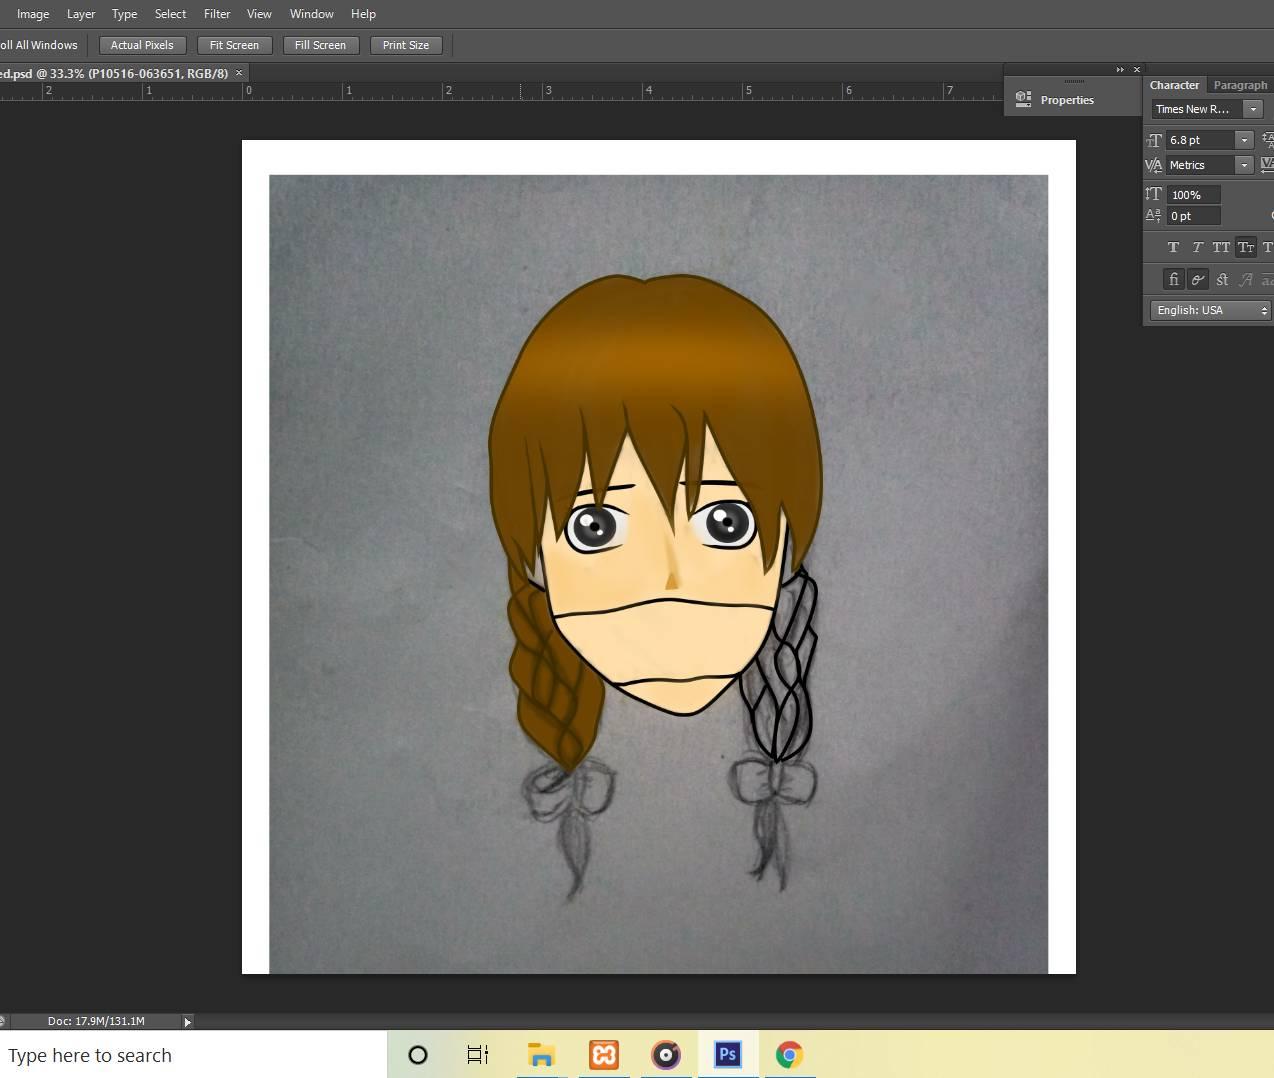 Image Layer Type Select Filter View Window Help
oll All Windows Actual Pixels Fit Screen Fill Screen Print Size
ed.psd @ 33.3% (P10516-063651, RGB/8) ×
2 1 0 1 2 3 4 5 6 7
Properties
Character Paragraph
Times New R...
6.8 pt
Metrics
100%
0 pt
T T TT Tt T
fi st A
English: USA
Doc: 17.9M/131.1M
Type here to search
Ps